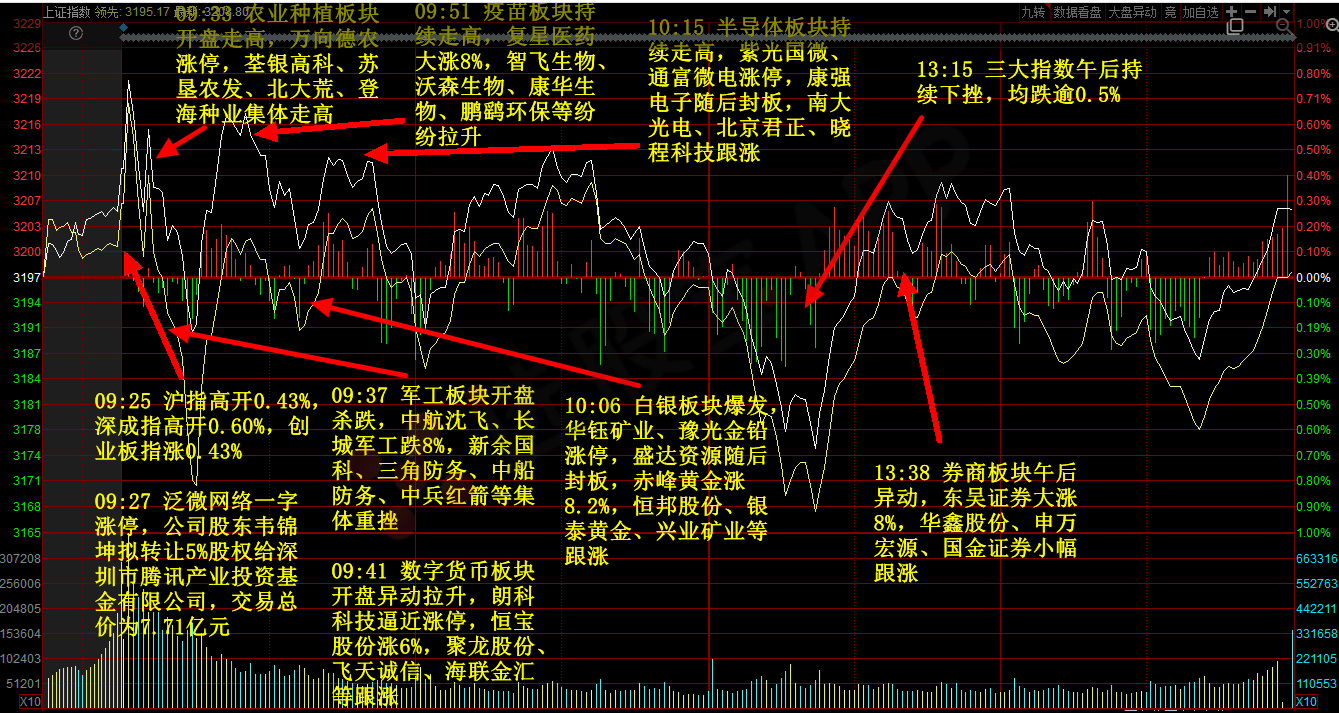 上证指数 领先: 3195.17 最新: 3203.80
九转 数据看盘 大盘异动 竞 加自选
09:33 农业种植板块
开盘走高，万向德农
涨停，荃银高科、苏
垦农发、北大荒、登
海种业集体走高
09:51 疫苗板块持
续走高，复星医药
大涨8%，智飞生物、
沃森生物、康华生
物、鹏鹞环保等纷
纷拉升
10:15 半导体板块持
续走高，紫光国微、
通富微电涨停，康强
电子随后封板，南大
光电、北京君正、晓
程科技跟涨
13:15 三大指数午后持
续下挫，均跌逾0.5%
09:25 沪指高开0.43%，
深成指高开0.60%，创
业板指涨0.43%
09:27 泛微网络一字
涨停，公司股东韦锦
坤拟转让5%股权给深
圳市腾讯产业投资基
金有限公司，交易总
价为7.71亿元
09:37 军工板块开盘
杀跌，中航沈飞、长
城军工跌8%，新余国
科、三角防务、中船
防务、中兵红箭等集
体重挫
09:41 数字货币板块
开盘异动拉升，朗科
科技逼近涨停，恒宝
股份涨6%，聚龙股份、
飞天诚信、海联金汇
等跟涨
10:06 白银板块爆发，
华钰矿业、豫光金铅
涨停，盛达资源随后
封板，赤峰黄金涨
8.2%，恒邦股份、银
泰黄金、兴业矿业等
跟涨
13:38 券商板块午后
异动，东吴证券大涨
8%，华鑫股份、申万
宏源、国金证券小幅
跟涨
3229
3226
3222
3219
3216
3213
3210
3207
3203
3200
3197
3194
3191
3187
3184
3181
3178
3174
3171
3168
3165
307208
256006
204805
153604
102403
51201
X10
1.00%
0.91%
0.80%
0.71%
0.60%
0.50%
0.40%
0.30%
0.20%
0.10%
0.00%
0.10%
0.19%
0.30%
0.39%
0.50%
0.60%
0.70%
0.80%
0.90%
1.00%
663316
552763
442211
331658
221105
110553
X10